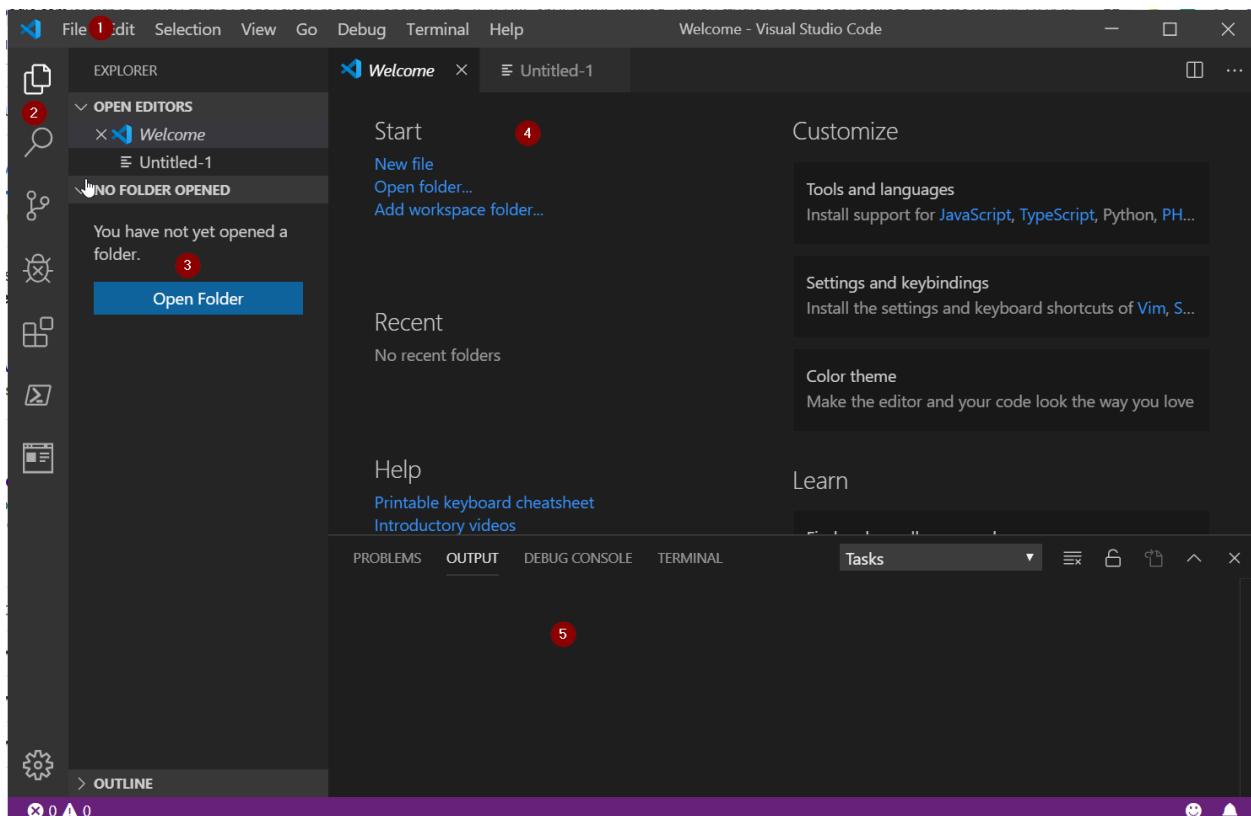 File 1 Edit Selection View Go Debug Terminal Help Welcome - Visual Studio Code
EXPLORER
Welcome Untitled-1
2
OPEN EDITORS
Welcome
Untitled-1
NO FOLDER OPENED
You have not yet opened a
folder.
3
Open Folder
OUTLINE
Start 4
New file
Open folder...
Add workspace folder...
Recent
No recent folders
Help
Printable keyboard cheatsheet
Introductory videos
Customize
Tools and languages
Install support for JavaScript, TypeScript, Python, PH...
Settings and keybindings
Install the settings and keyboard shortcuts of Vim, S...
Color theme
Make the editor and your code look the way you love
Learn
PROBLEMS OUTPUT DEBUG CONSOLE TERMINAL Tasks
5
0 0